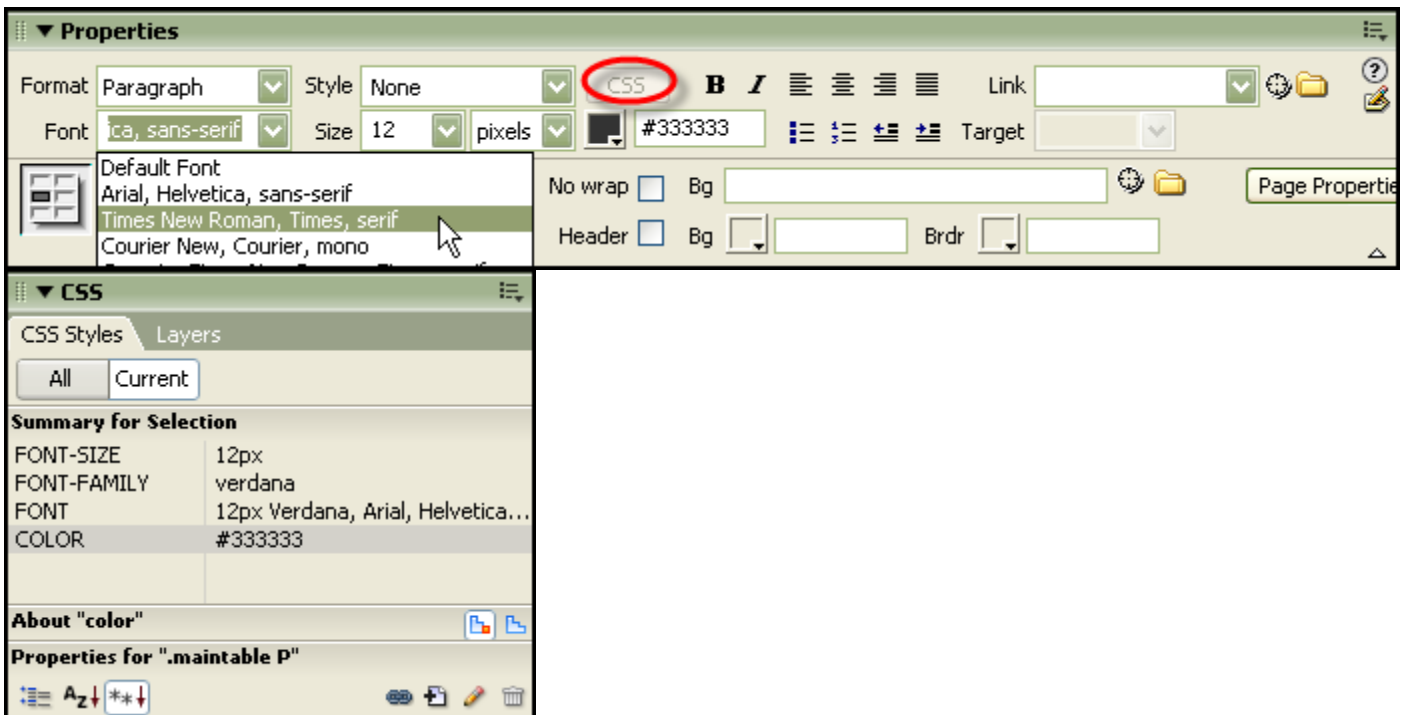 Properties
Format Paragraph Style None CSS B I Link
Font ica, sans-serif Size 12 pixels #333333 Target
Default Font
Arial, Helvetica, sans-serif
Times New Roman, Times, serif
Courier New, Courier, mono
No wrap Bg Page Propertie
Header Bg Brdr
CSS
CSS Styles Layers
All Current
Summary for Selection
FONT-SIZE 12px
FONT-FAMILY verdana
FONT 12px Verdana, Arial, Helvetica...
COLOR #333333
About "color"
Properties for ".maintable P"